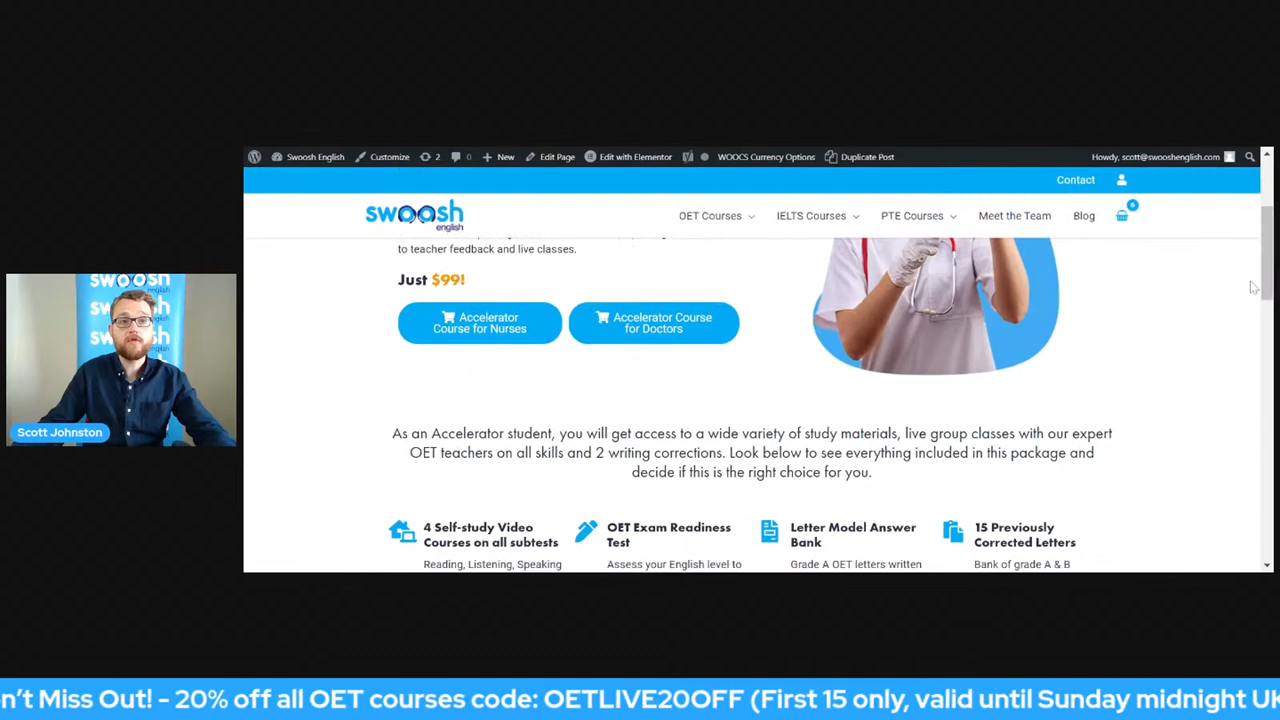 Swoosh English
Customize
2
0
New
Edit Page
Edit with Elementor
WOOCS Currency Options
Duplicate Post
Howdy, scott@swooshenglish.com
Contact
swoosh
english
OET Courses
IELTS Courses
PTE Courses
Meet the Team
Blog
to teacher feedback and live classes.
Just $99!
Accelerator
Course for Nurses
Accelerator Course
for Doctors
As an Accelerator student, you will get access to a wide variety of study materials, live group classes with our expert
OET teachers on all skills and 2 writing corrections. Look below to see everything included in this package and
decide if this is the right choice for you.
4 Self-study Video
Courses on all subtests
Reading, Listening, Speaking
OET Exam Readiness
Test
Assess your English level to
Letter Model Answer
Bank
Grade A OET letters written
15 Previously
Corrected Letters
Bank of grade A & B
swoosh
english
swoosh
swoosh
Scott Johnston
n't Miss Out! - 20% off all OET courses code: OETLIVE20OFF (First 15 only, valid until Sunday midnight UK